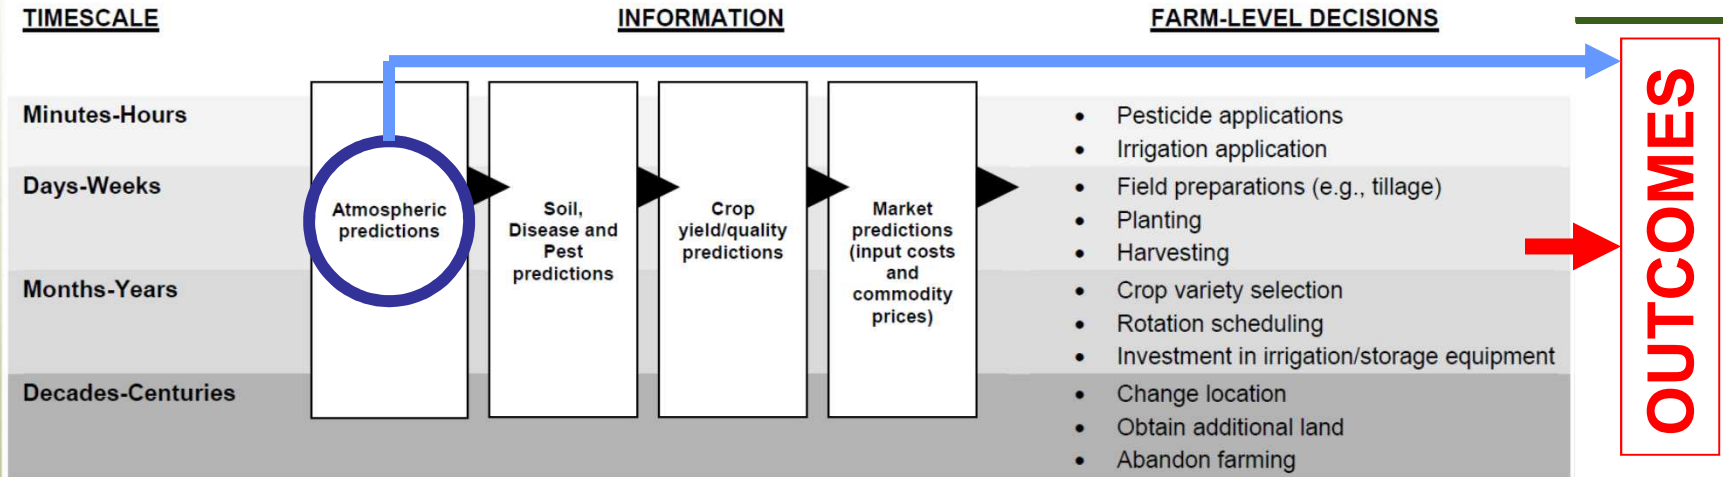 TIMESCALE
INFORMATION
FARM-LEVEL DECISIONS
Minutes-Hours
Days-Weeks
Months-Years
Decades-Centuries
Atmospheric
predictions
Soil,
Disease and
Pest
predictions
Crop
yield/quality
predictions
Market
predictions
(input costs
and
commodity
prices)
• Pesticide applications
• Irrigation application
• Field preparations (e.g., tillage)
• Planting
• Harvesting
• Crop variety selection
• Rotation scheduling
• Investment in irrigation/storage equipment
• Change location
• Obtain additional land
• Abandon farming
OUTCOMES